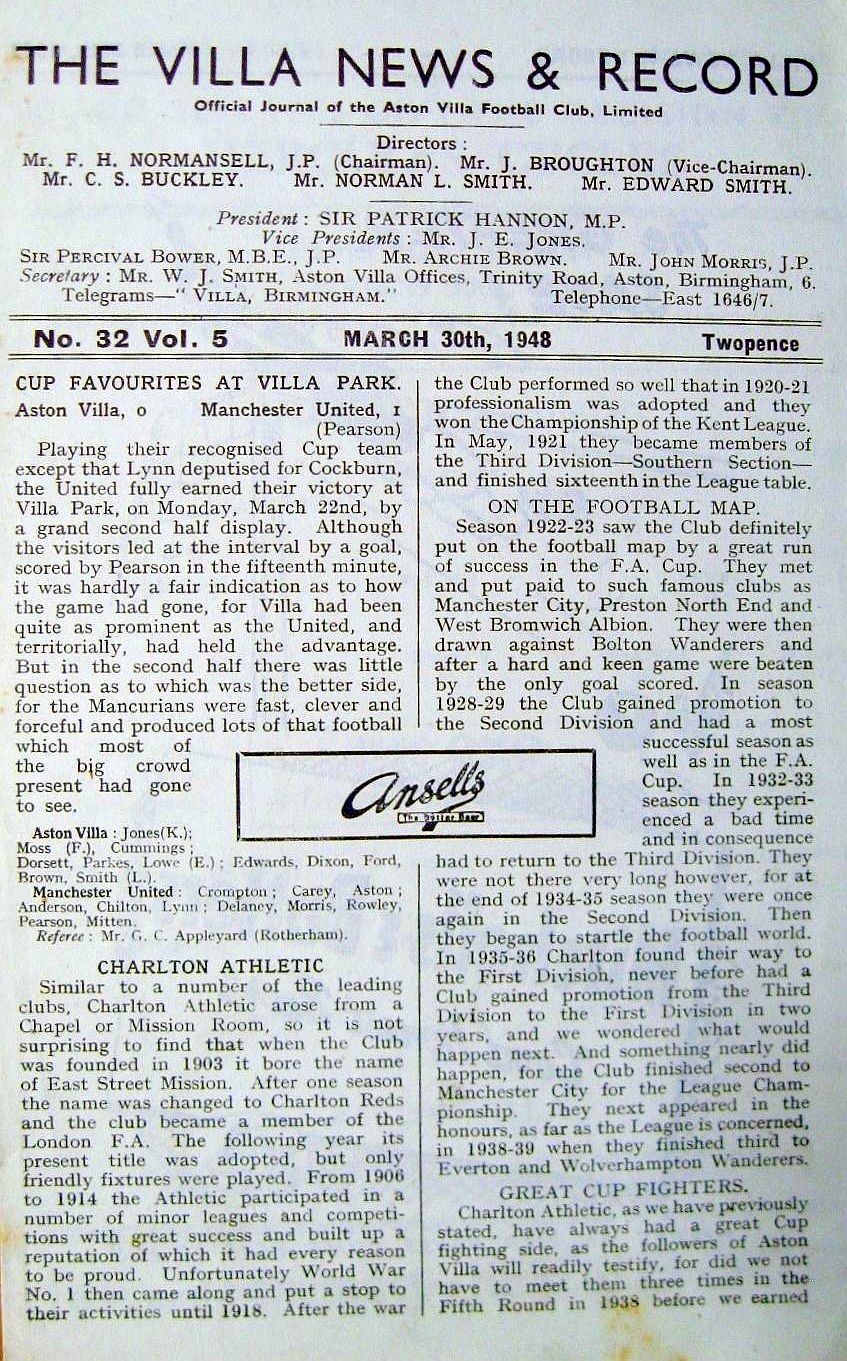 THE VILLA NEWS & RECORD
Official Journal of the Aston Villa Football Club, Limited
Directors :
Mr. F. H. NORMANSELL, J.P. (Chairman). Mr. J. BROUGHTON (Vice-Chairman).
Mr. C. S. BUCKLEY. Mr. NORMAN L. SMITH. Mr. EDWARD SMITH.
President : SIR PATRICK HANNON, M.P.
Vice Presidents : MR. J. E. JONES.
SIR PERCIVAL BOWER, M.B.E., J.P. MR. ARCHIE BROWN. MR. JOHN MORRIS, J.P.
Secretary : MR. W. J. SMITH, Aston Villa Offices, Trinity Road, Aston, Birmingham, 6.
Telegrams—" VILLA, BIRMINGHAM." Telephone—East 1646/7.
No. 32 Vol. 5 MARCH 30th, 1948 Twopence
CUP FAVOURITES AT VILLA PARK.
Aston Villa, 0 Manchester United, 1
(Pearson)
Playing their recognised Cup team
except that Lynn deputised for Cockburn,
the United fully earned their victory at
Villa Park, on Monday, March 22nd, by
a grand second half display. Although
the visitors led at the interval by a goal,
scored by Pearson in the fifteenth minute,
it was hardly a fair indication as to how
the game had gone, for Villa had been
quite as prominent as the United, and
territorially, had held the advantage.
But in the second half there was little
question as to which was the better side,
for the Mancurians were fast, clever and
forceful and produced lots of that football
which most of
the big crowd
present had gone
to see.
Aston Villa : Jones(K.);
Moss (F.), Cummings ;
Dorsett, Parkes, Lowe (E.) ; Edwards, Dixon, Ford,
Brown, Smith (L.).
Manchester United : Crompton ; Carey, Aston ;
Anderson, Chilton, Lynn ; Delaney, Morris, Rowley,
Pearson, Mitten.
Referee : Mr. G. C. Appleyard (Rotherham).
CHARLTON ATHLETIC
Similar to a number of the leading
clubs, Charlton Athletic arose from a
Chapel or Mission Room, so it is not
surprising to find that when the Club
was founded in 1903 it bore the name
of East Street Mission. After one season
the name was changed to Charlton Reds
and the club became a member of the
London F.A. The following year its
present title was adopted, but only
friendly fixtures were played. From 1906
to 1914 the Athletic participated in a
number of minor leagues and competi-
tions with great success and built up a
reputation of which it had every reason
to be proud. Unfortunately World War
No. 1 then came along and put a stop to
their activities until 1918. After the war
Ansells
The Better Beer
the Club performed so well that in 1920-21
professionalism was adopted and they
won the Championship of the Kent League.
In May, 1921 they became members of
the Third Division—Southern Section—
and finished sixteenth in the League table.
ON THE FOOTBALL MAP.
Season 1922-23 saw the Club definitely
put on the football map by a great run
of success in the F.A. Cup. They met
and put paid to such famous clubs as
Manchester City, Preston North End and
West Bromwich Albion. They were then
drawn against Bolton Wanderers and
after a hard and keen game were beaten
by the only goal scored. In season
1928-29 the Club gained promotion to
the Second Division and had a most
successful season as
well as in the F.A.
Cup. In 1932-33
season they experi-
enced a bad time
and in consequence
had to return to the Third Division. They
were not there very long however, for at
the end of 1934-35 season they were once
again in the Second Division. Then
they began to startle the football world.
In 1935-36 Charlton found their way to
the First Division, never before had a
Club gained promotion from the Third
Division to the First Division in two
years, and we wondered what would
happen next. And something nearly did
happen, for the Club finished second to
Manchester City for the League Cham-
pionship. They next appeared in the
honours, as far as the League is concerned,
in 1938-39 when they finished third to
Everton and Wolverhampton Wanderers.
GREAT CUP FIGHTERS.
Charlton Athletic, as we have previously
stated, have always had a great Cup
fighting side, as the followers of Aston
Villa will readily testify, for did we not
have to meet them three times in the
Fifth Round in 1938 before we earned